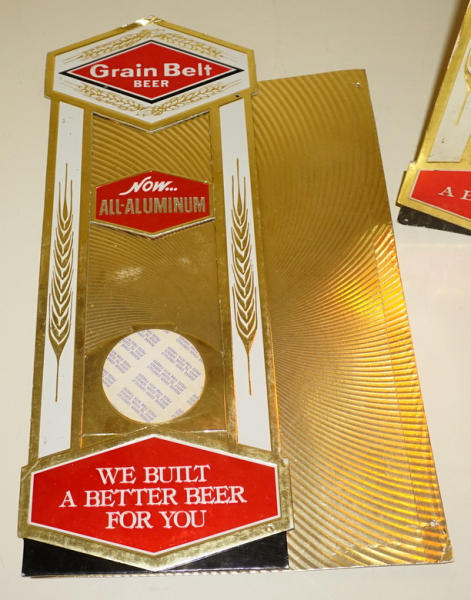 Grain Belt
BEER
Now...
ALL-ALUMINUM
WE BUILT
A BETTER BEER
FOR YOU
A B